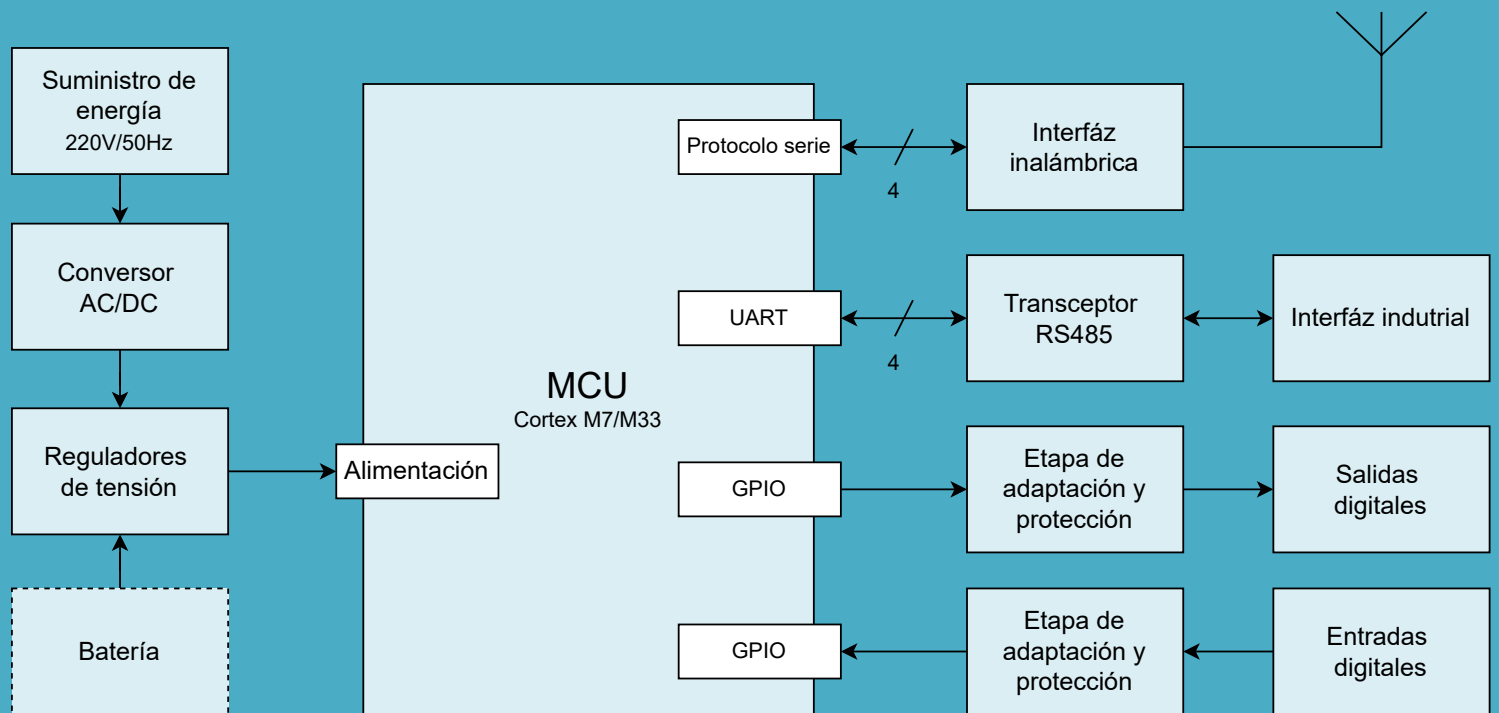 Suministro de
energía
220V/50Hz
Conversor
AC/DC
Reguladores
de tensión
Batería
Alimentación
MCU
Cortex M7/M33
Protocolo serie
4
Interfáz
inalámbrica
UART
4
Transceptor
RS485
Interfáz indutrial
GPIO
Etapa de
adaptación y
protección
Salidas
digitales
GPIO
Etapa de
adaptación y
protección
Entradas
digitales